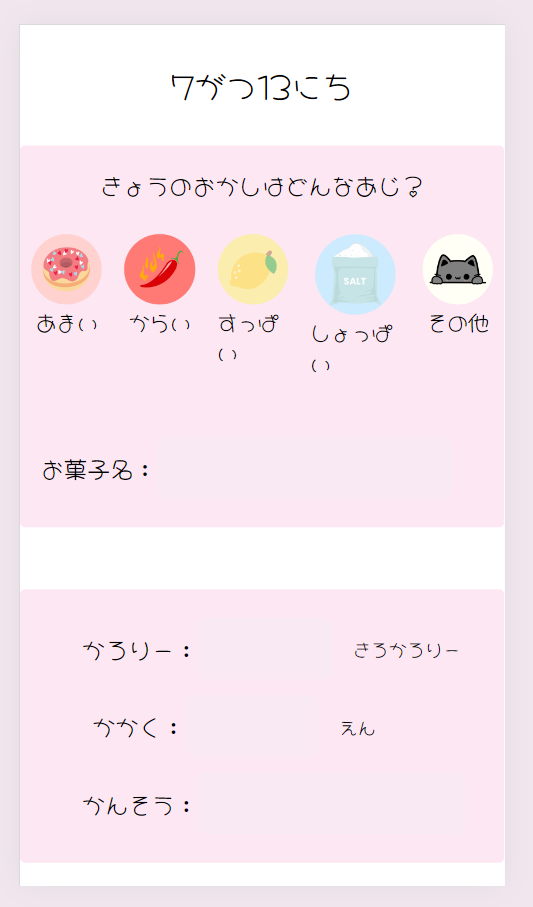 7がつ13にち
きょうのおかしはどんなあじ？
SALT
あまい
からい
すっぱ
い
しょっぱ
い
その他
お菓子名：
かろりー：
きろかろりー
かかく：
えん
かんそう：